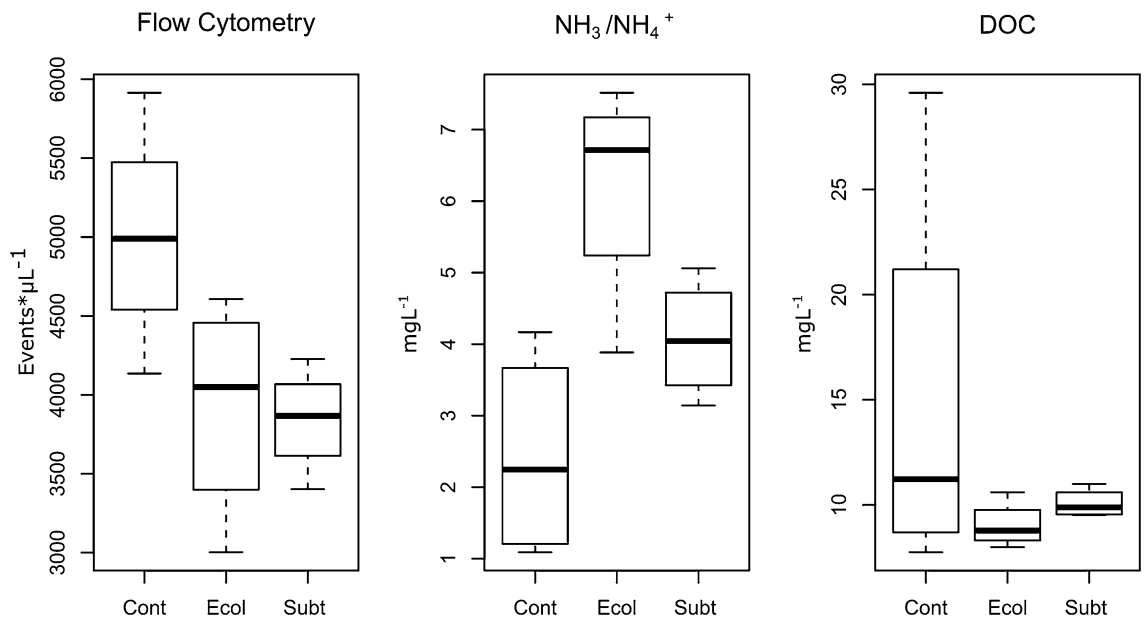 Flow Cytometry
NH₃/NH₄⁺
DOC
Events*µL⁻¹
6000
5500
5000
4500
4000
3500
3000
Cont Ecol Subt
mgL⁻¹
7
6
5
4
3
2
1
Cont Ecol Subt
mgL⁻¹
30
25
20
15
10
Cont Ecol Subt